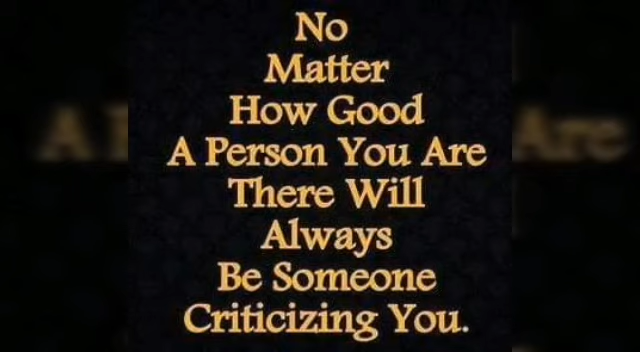 No
Matter
How Good
A Person You Are
There Will
Always
Be Someone
Criticizing You.